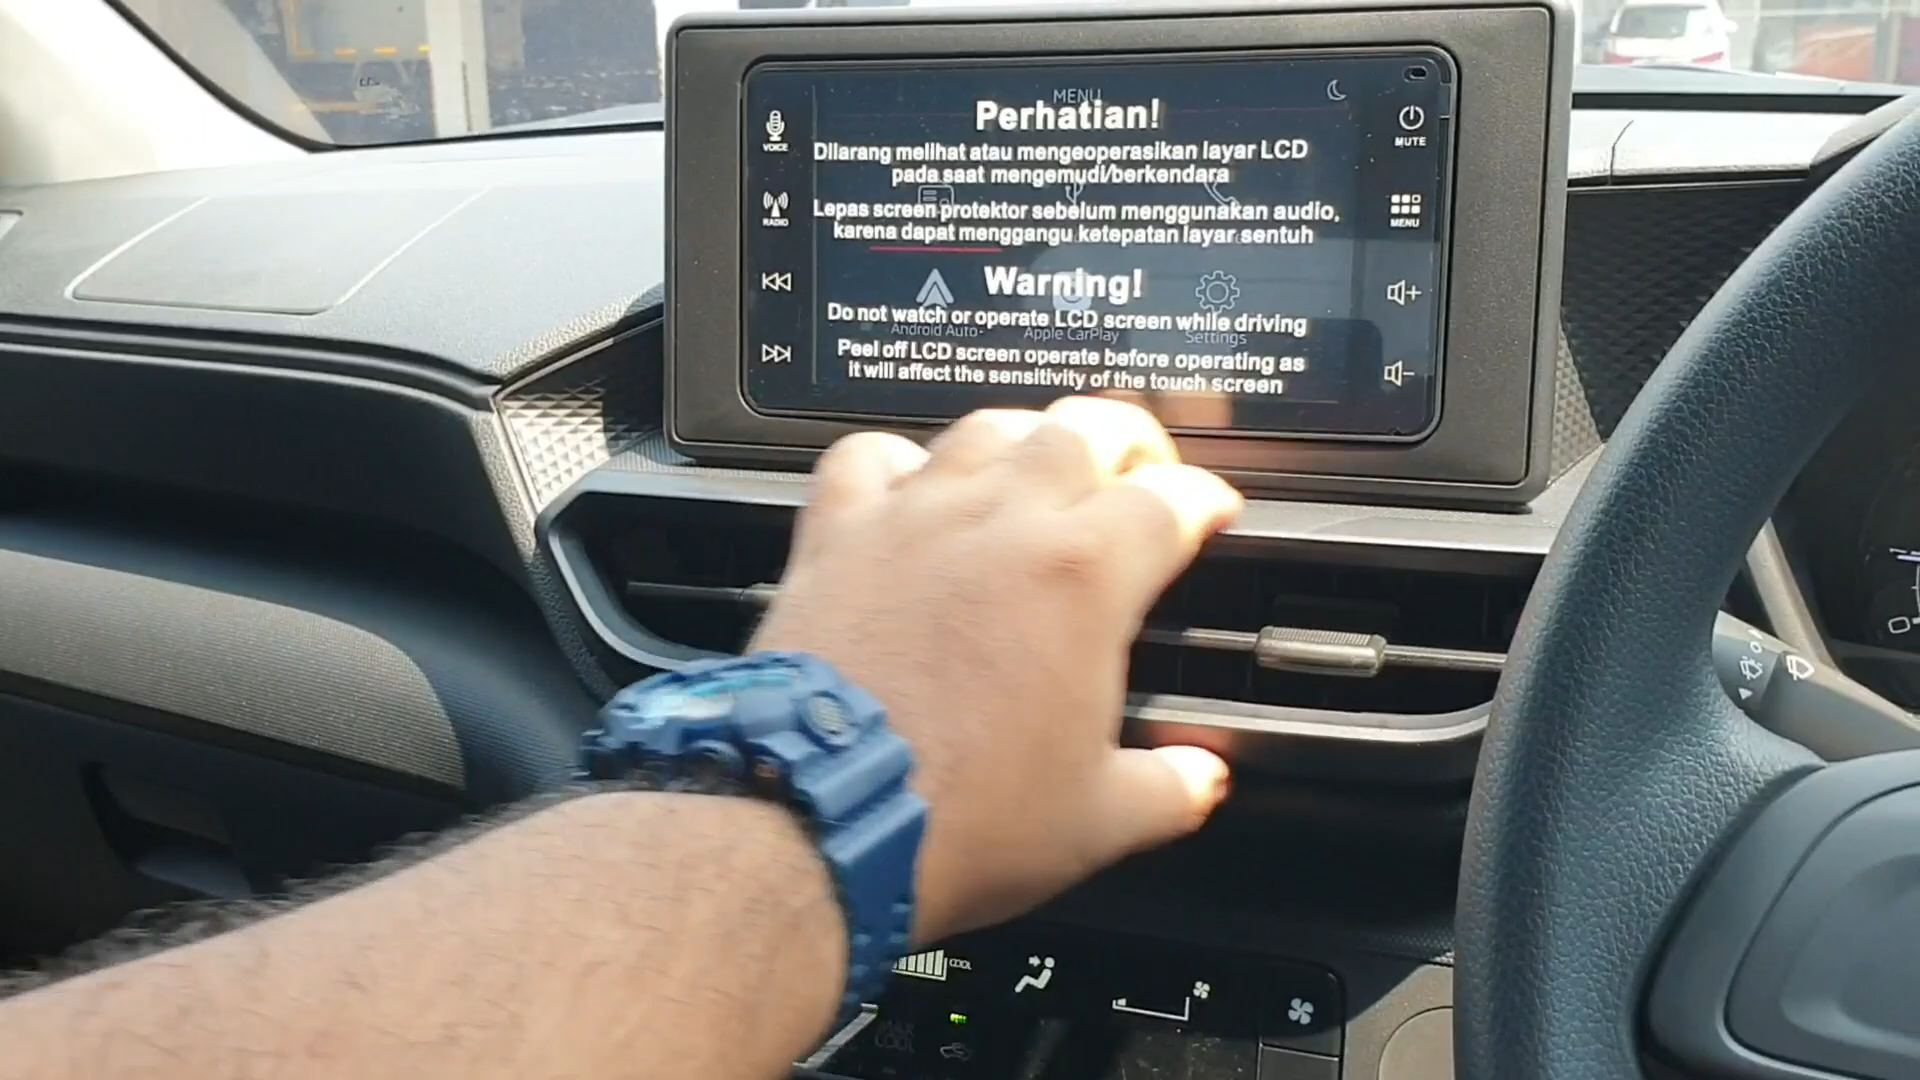 MENU
Perhatian!
Dilarang melihat atau mengeoperasikan layar LCD
pada saat mengemudi/berkendara
Lepas screen protektor sebelum menggunakan audio,
karena dapat menggangu ketepatan layar sentuh
Warning!
Do not watch or operate LCD screen while driving
Android Auto
Apple CarPlay
Settings
Peel off LCD screen operate before operating as
it will affect the sensitivity of the touch screen
VOICE
RADIO
MUTE
MENU
COOL
MAX
COOL